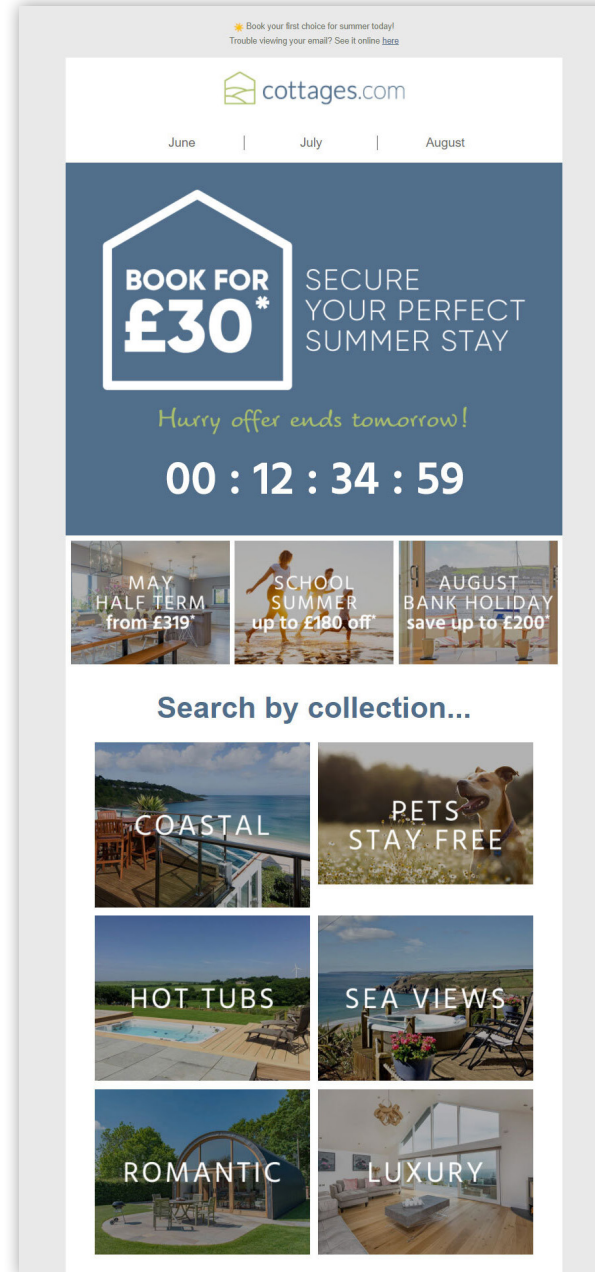 ☀️ Book your first choice for summer today!
Trouble viewing your email? See it online here
cottages.com
June | July | August
BOOK FOR
£30*
SECURE
YOUR PERFECT
SUMMER STAY
Hurry offer ends tomorrow!
00 : 12 : 34 : 59
MAY
HALF TERM
from £319*
SCHOOL
SUMMER
up to £180 off*
AUGUST
BANK HOLIDAY
save up to £200*
Search by collection...
COASTAL
PETS
STAY FREE
HOT TUBS
SEA VIEWS
ROMANTIC
LUXURY